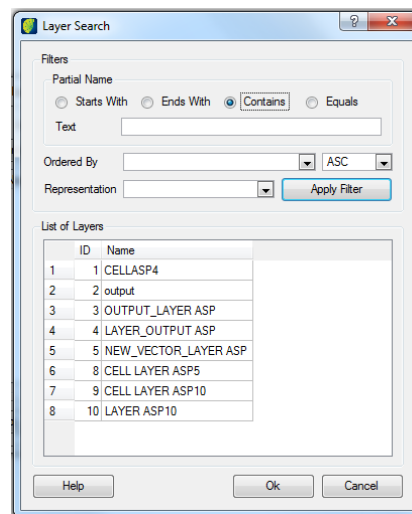 Layer Search
Filters
Partial Name
Starts With Ends With Contains Equals
Text
Ordered By ASC
Representation Apply Filter
List of Layers
ID Name
1 1 CELLASP4
2 2 output
3 3 OUTPUT_LAYER ASP
4 4 LAYER_OUTPUT ASP
5 5 NEW_VECTOR_LAYER ASP
6 8 CELL LAYER ASP5
7 9 CELL LAYER ASP10
8 10 LAYER ASP10
Help Ok Cancel